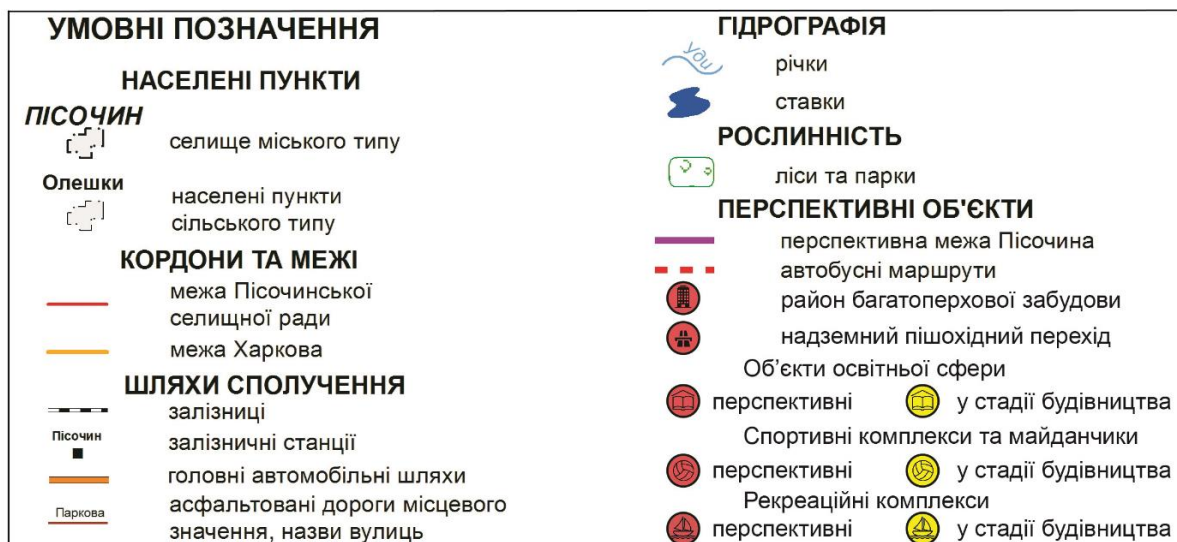 УМОВНІ ПОЗНАЧЕННЯ
НАСЕЛЕНІ ПУНКТИ
ПІСОЧИН
селище міського типу
Олешки
населені пункти
сільського типу
КОРДОНИ ТА МЕЖІ
межа Пісочинської
селищної ради
межа Харкова
ШЛЯХИ СПОЛУЧЕННЯ
залізниці
Пісочин
залізничні станції
головні автомобільні шляхи
Паркова
асфальтовані дороги місцевого
значення, назви вулиць
ГІДРОГРАФІЯ
Уди
річки
ставки
РОСЛИННІСТЬ
ліси та парки
ПЕРСПЕКТИВНІ ОБ'ЄКТИ
перспективна межа Пісочина
автобусні маршрути
район багатоперхової забудови
надземний пішохідний перехід
Об’єкти освітньої сфери
перспективні у стадії будівництва
Спортивні комплекси та майданчики
перспективні у стадії будівництва
Рекреаційні комплекси
перспективні у стадії будівництва